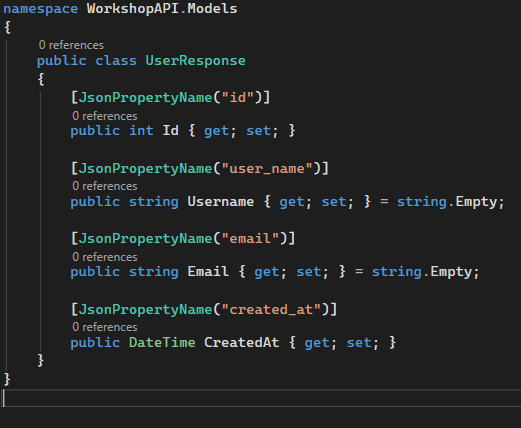 namespace WorkshopAPI.Models
{
0 references
public class UserResponse
{
[JsonPropertyName("id")]
0 references
public int Id { get; set; }
[JsonPropertyName("user_name")]
0 references
public string Username { get; set; } = string.Empty;
[JsonPropertyName("email")]
0 references
public string Email { get; set; } = string.Empty;
[JsonPropertyName("created_at")]
0 references
public DateTime CreatedAt { get; set; }
}
}